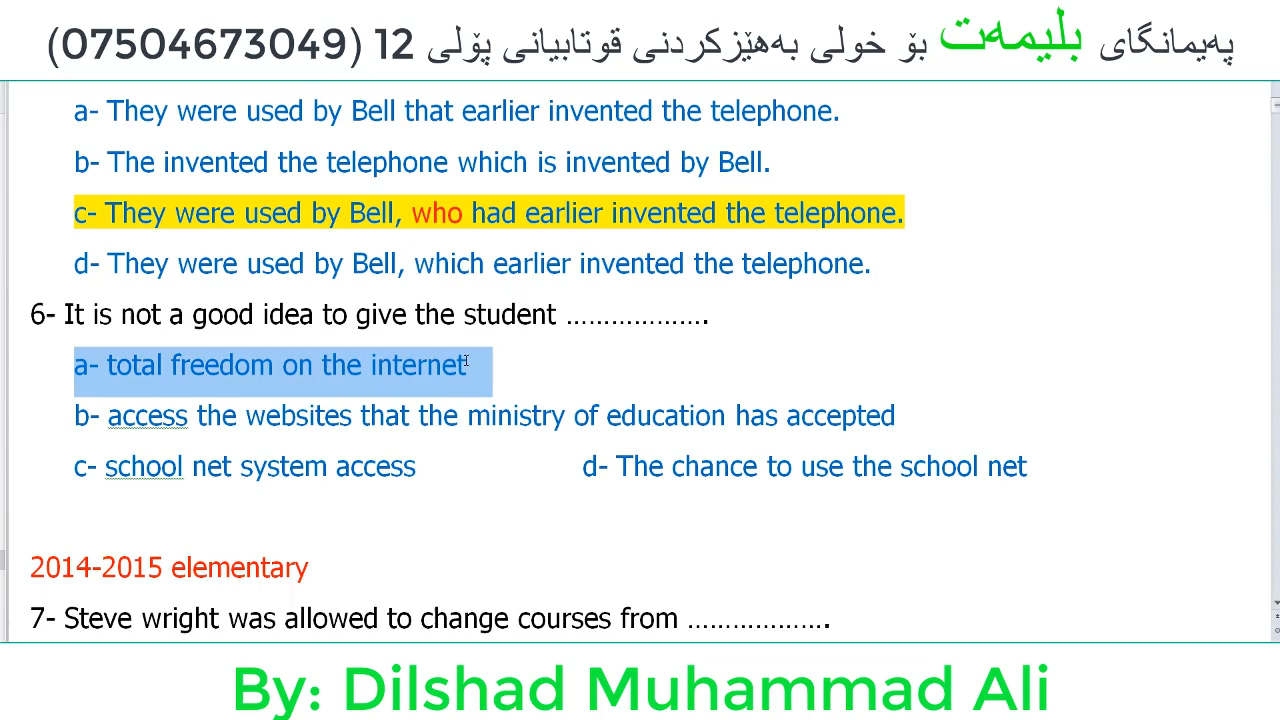 پەیمانگای بلیمەت بۆ خولی بەهێزکردنی قوتابیانی پۆلی 12 (07504673049)
a- They were used by Bell that earlier invented the telephone.
b- The invented the telephone which is invented by Bell.
c- They were used by Bell, who had earlier invented the telephone.
d- They were used by Bell, which earlier invented the telephone.
6- It is not a good idea to give the student ……………….
a- total freedom on the internet
b- access the websites that the ministry of education has accepted
c- school net system access d- The chance to use the school net
2014-2015 elementary
7- Steve wright was allowed to change courses from ……………….
By: Dilshad Muhammad Ali